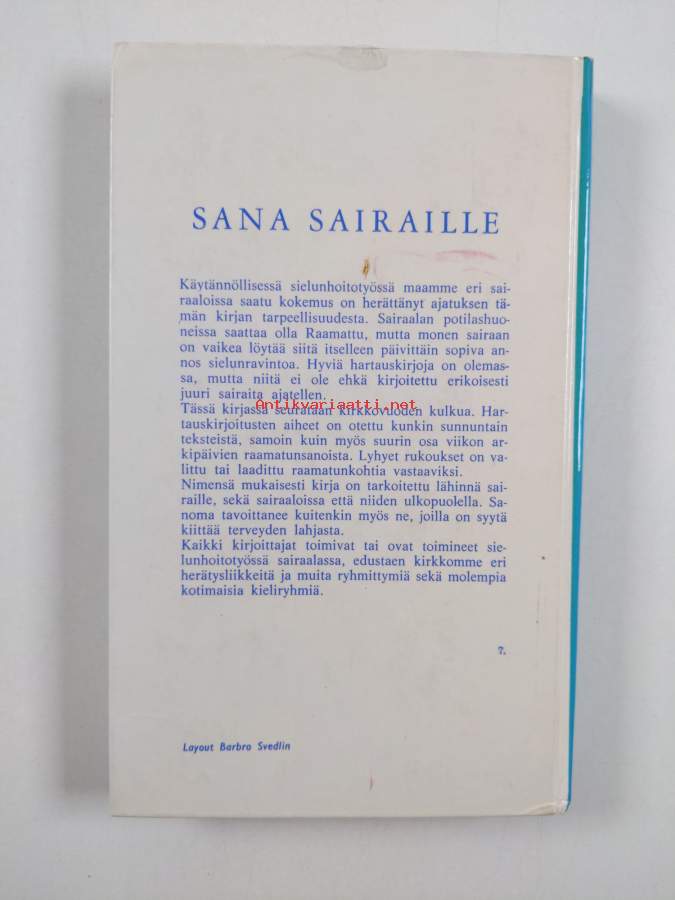 SANA SAIRAILLE
Käytännöllisessä sielunhoitotyössä maamme eri sai-
raaloissa saatu kokemus on herättänyt ajatuksen tä-
män kirjan tarpeellisuudesta. Sairaalan potilashuo-
neissa saattaa olla Raamattu, mutta monen sairaan
on vaikea löytää siitä itselleen päivittäin sopiva an-
nos sielunravintoa. Hyviä hartauskirjoja on olemas-
sa, mutta niitä ei ole ehkä kirjoitettu erikoisesti
juuri sairaita ajatellen.
Antikvariaatti.net
Tässä kirjassa seurataan kirkkovuoden kulkua. Har-
tauskirjoitusten aiheet on otettu kunkin sunnuntain
teksteistä, samoin kuin myös suurin osa viikon ar-
kipäivien raamatunsanoista. Lyhyet rukoukset on va-
littu tai laadittu raamatunkohtia vastaaviksi.
Nimensä mukaisesti kirja on tarkoitettu lähinnä sai-
raille, sekä sairaaloissa että niiden ulkopuolella. Sa-
noma tavoittanee kuitenkin myös ne, joilla on syytä
kiittää terveyden lahjasta.
Kaikki kirjoittajat toimivat tai ovat toimineet sie-
lunhoitotyössä sairaalassa, edustaen kirkkomme eri
herätysliikkeitä ja muita ryhmittymiä sekä molempia
kotimaisia kieliryhmiä.
7.
Layout Barbro Svedlin